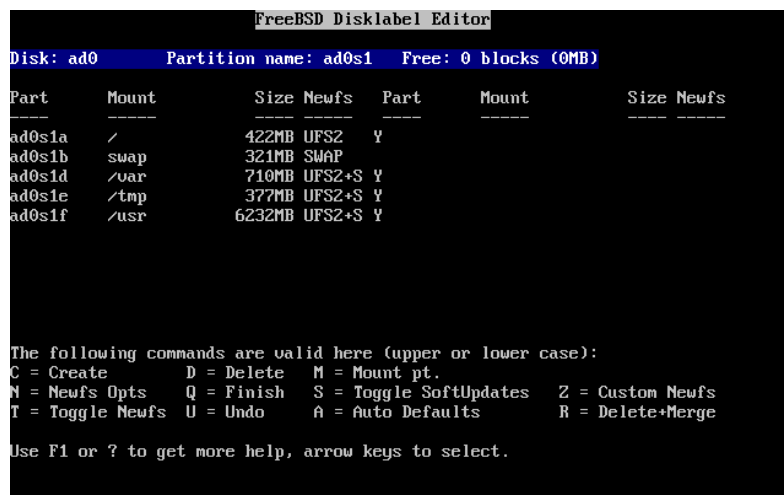 FreeBSD Disklabel Editor
Disk: ad0       Partition name: ad0s1   Free: 0 blocks (0MB)
Part      Mount          Size Newfs   Part      Mount          Size Newfs
----      -----          ---- -----   ----      -----          ---- -----
ad0s1a    /             422MB UFS2   Y
ad0s1b    swap          321MB SWAP
ad0s1d    /var          710MB UFS2+S Y
ad0s1e    /tmp          377MB UFS2+S Y
ad0s1f    /usr         6232MB UFS2+S Y
The following commands are valid here (upper or lower case):
C = Create        D = Delete   M = Mount pt.
N = Newfs Opts    Q = Finish   S = Toggle SoftUpdates   Z = Custom Newfs
T = Toggle Newfs  U = Undo     A = Auto Defaults        R = Delete+Merge
Use F1 or ? to get more help, arrow keys to select.